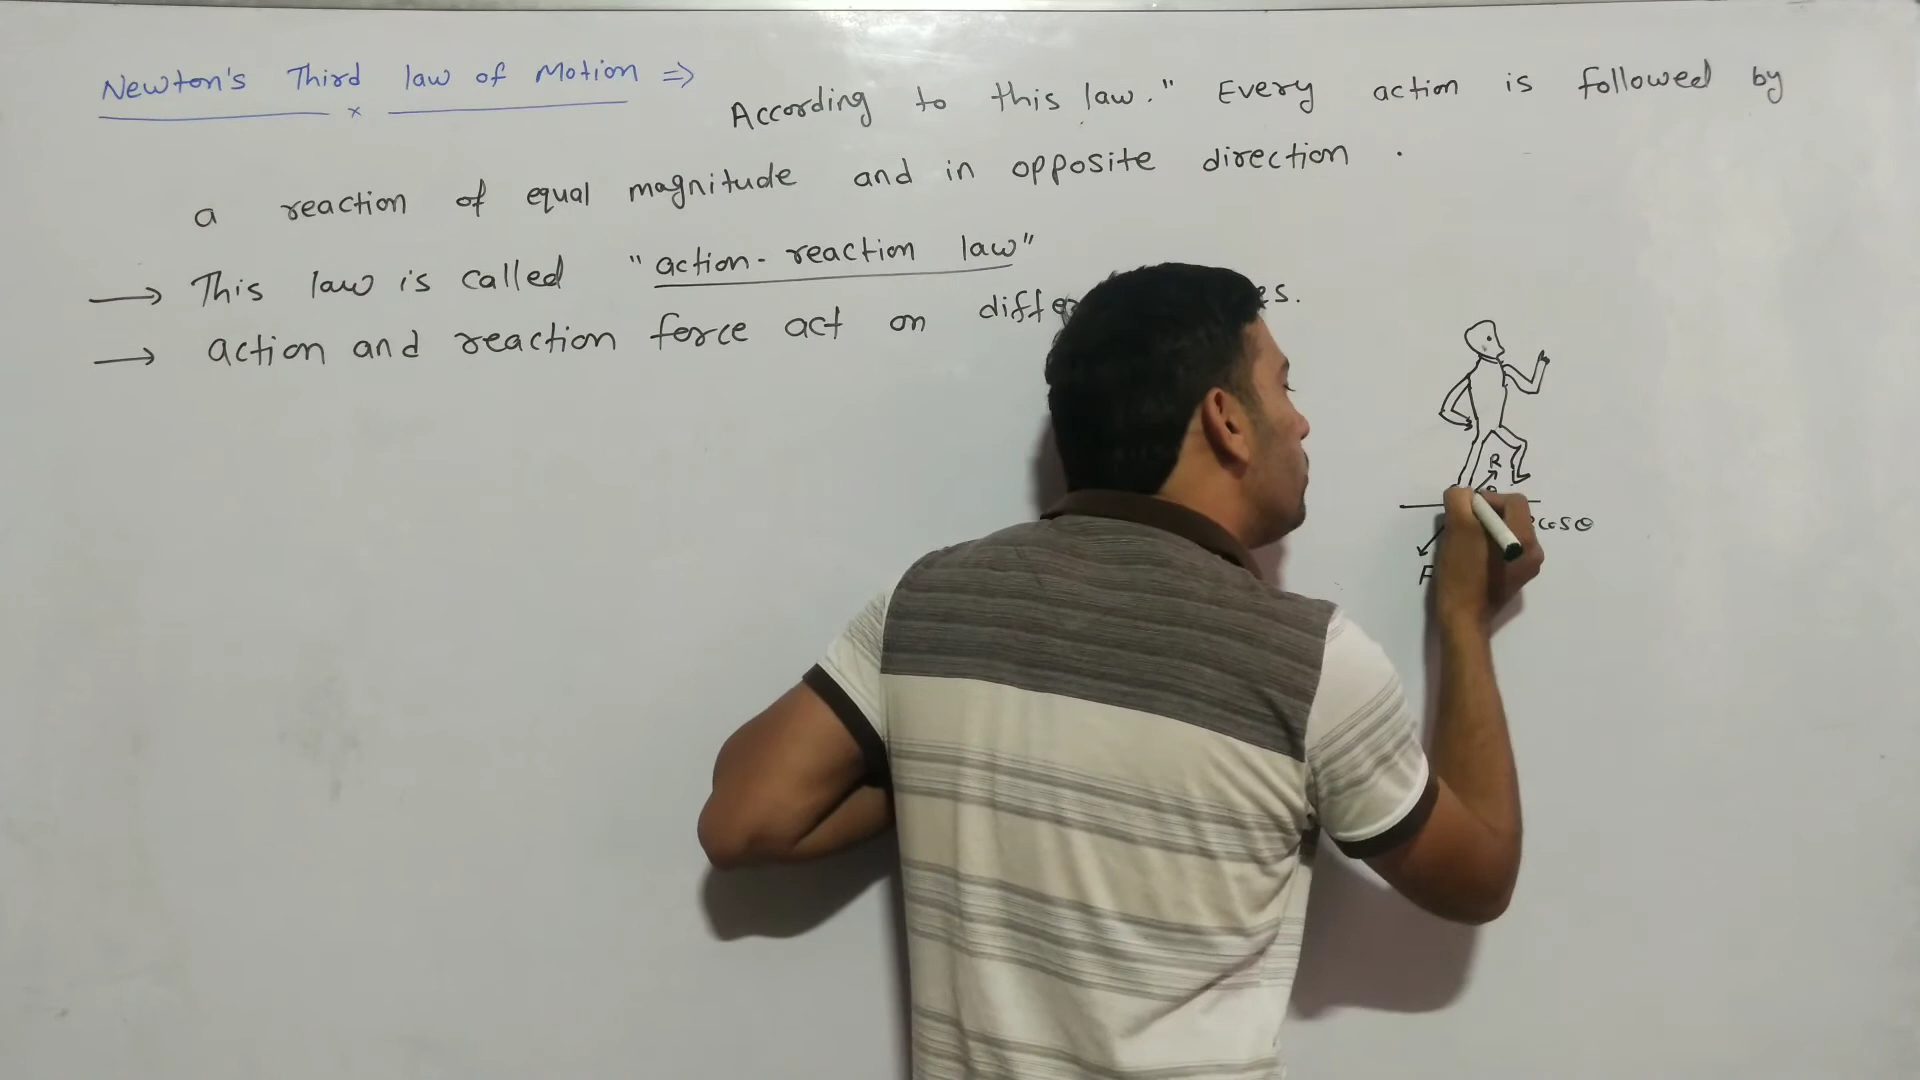 Newton's Third law of Motion ⇒ According to this law. " Every action is followed by
a reaction of equal magnitude and in opposite direction .
→ This law is called "action- reaction law"
→ action and reaction force act on
R
cosθ
F